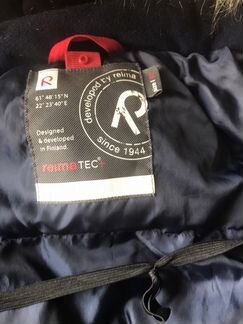 R
61° 48' 15" N
22° 23' 40" E
Designed
& developed
in Finland.
reimaTEC®
developed by reima
R
since 1944